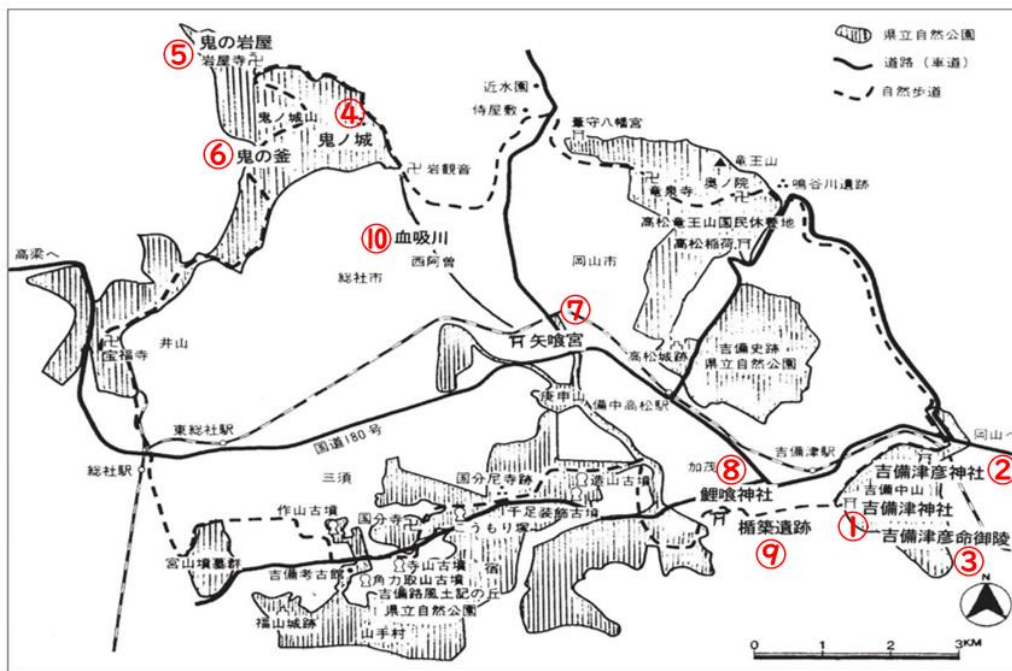 県立自然公園
道路（車道）
自然歩道
⑤
鬼の岩屋
岩屋寺
鬼ノ城山
④
鬼ノ城
⑥
鬼の釜
岩観音
近水園
侍屋敷
葦守八幡宮
竜王山
奥ノ院
竜泉寺
鳴谷川遺跡
高松竜王山国民休養地
高松稲荷
⑩
血吸川
西阿曽
総社市
岡山市
高梁へ
宝福寺
井山
⑦
矢喰宮
高松城跡
吉備史跡
県立自然公園
庚申山
備中高松駅
東総社駅
国道180号
総社駅
吉備津駅
岡山へ
加茂
⑧
鯉喰神社
吉備津彦神社
②
吉備中山
吉備津神社
①
吉備津彦命御陵
③
楯築遺跡
⑨
三須
国分尼寺跡
造山古墳
千足装飾古墳
作山古墳
国分寺
こうもり塚
宮山墳墓群
吉備考古館
寺山古墳
宿
角力取山古墳
吉備路風土記の丘
県立自然公園
福山城跡
山手村
N
0
1
2
3KM